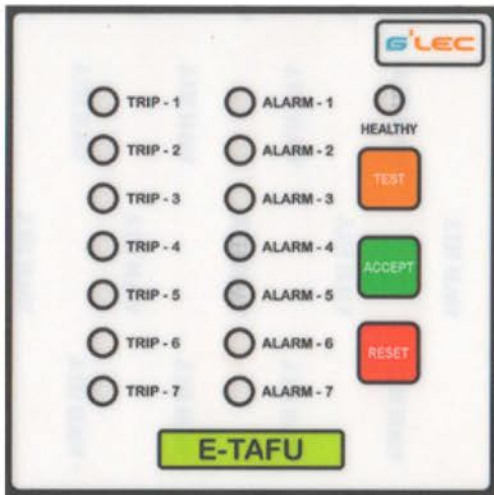 G'LEC
TRIP - 1 ALARM - 1
HEALTHY
TRIP - 2 ALARM - 2
TEST
TRIP - 3 ALARM - 3
TRIP - 4 ALARM - 4
ACCEPT
TRIP - 5 ALARM - 5
TRIP - 6 ALARM - 6
RESET
TRIP - 7 ALARM - 7
E-TAFU